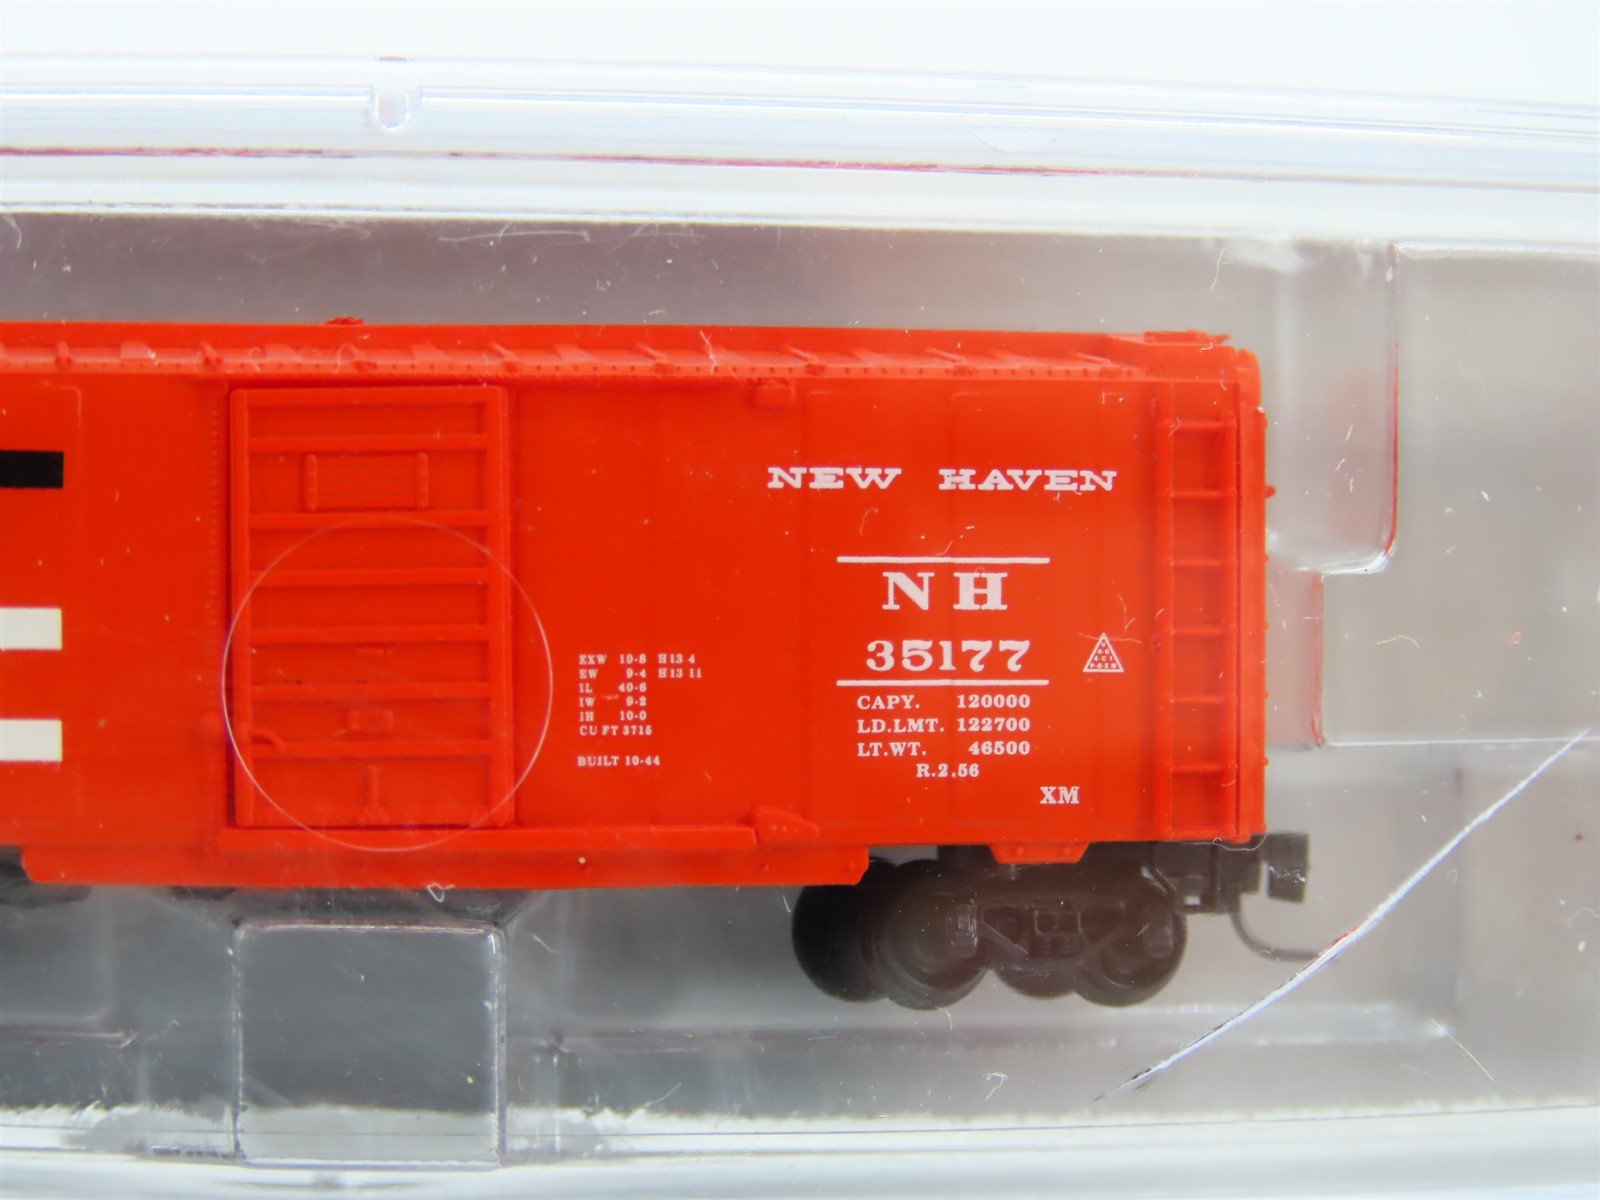 NEW HAVEN
NH
35177
CAPY. 120000
LD.LMT. 122700
LT.WT. 46500
R.2.56
XM
EXW 10-8 H13 4
EW 9-4 H13 11
IL 40-6
IW 9-2
IH 10-0
CU FT 3715
BUILT 10-44